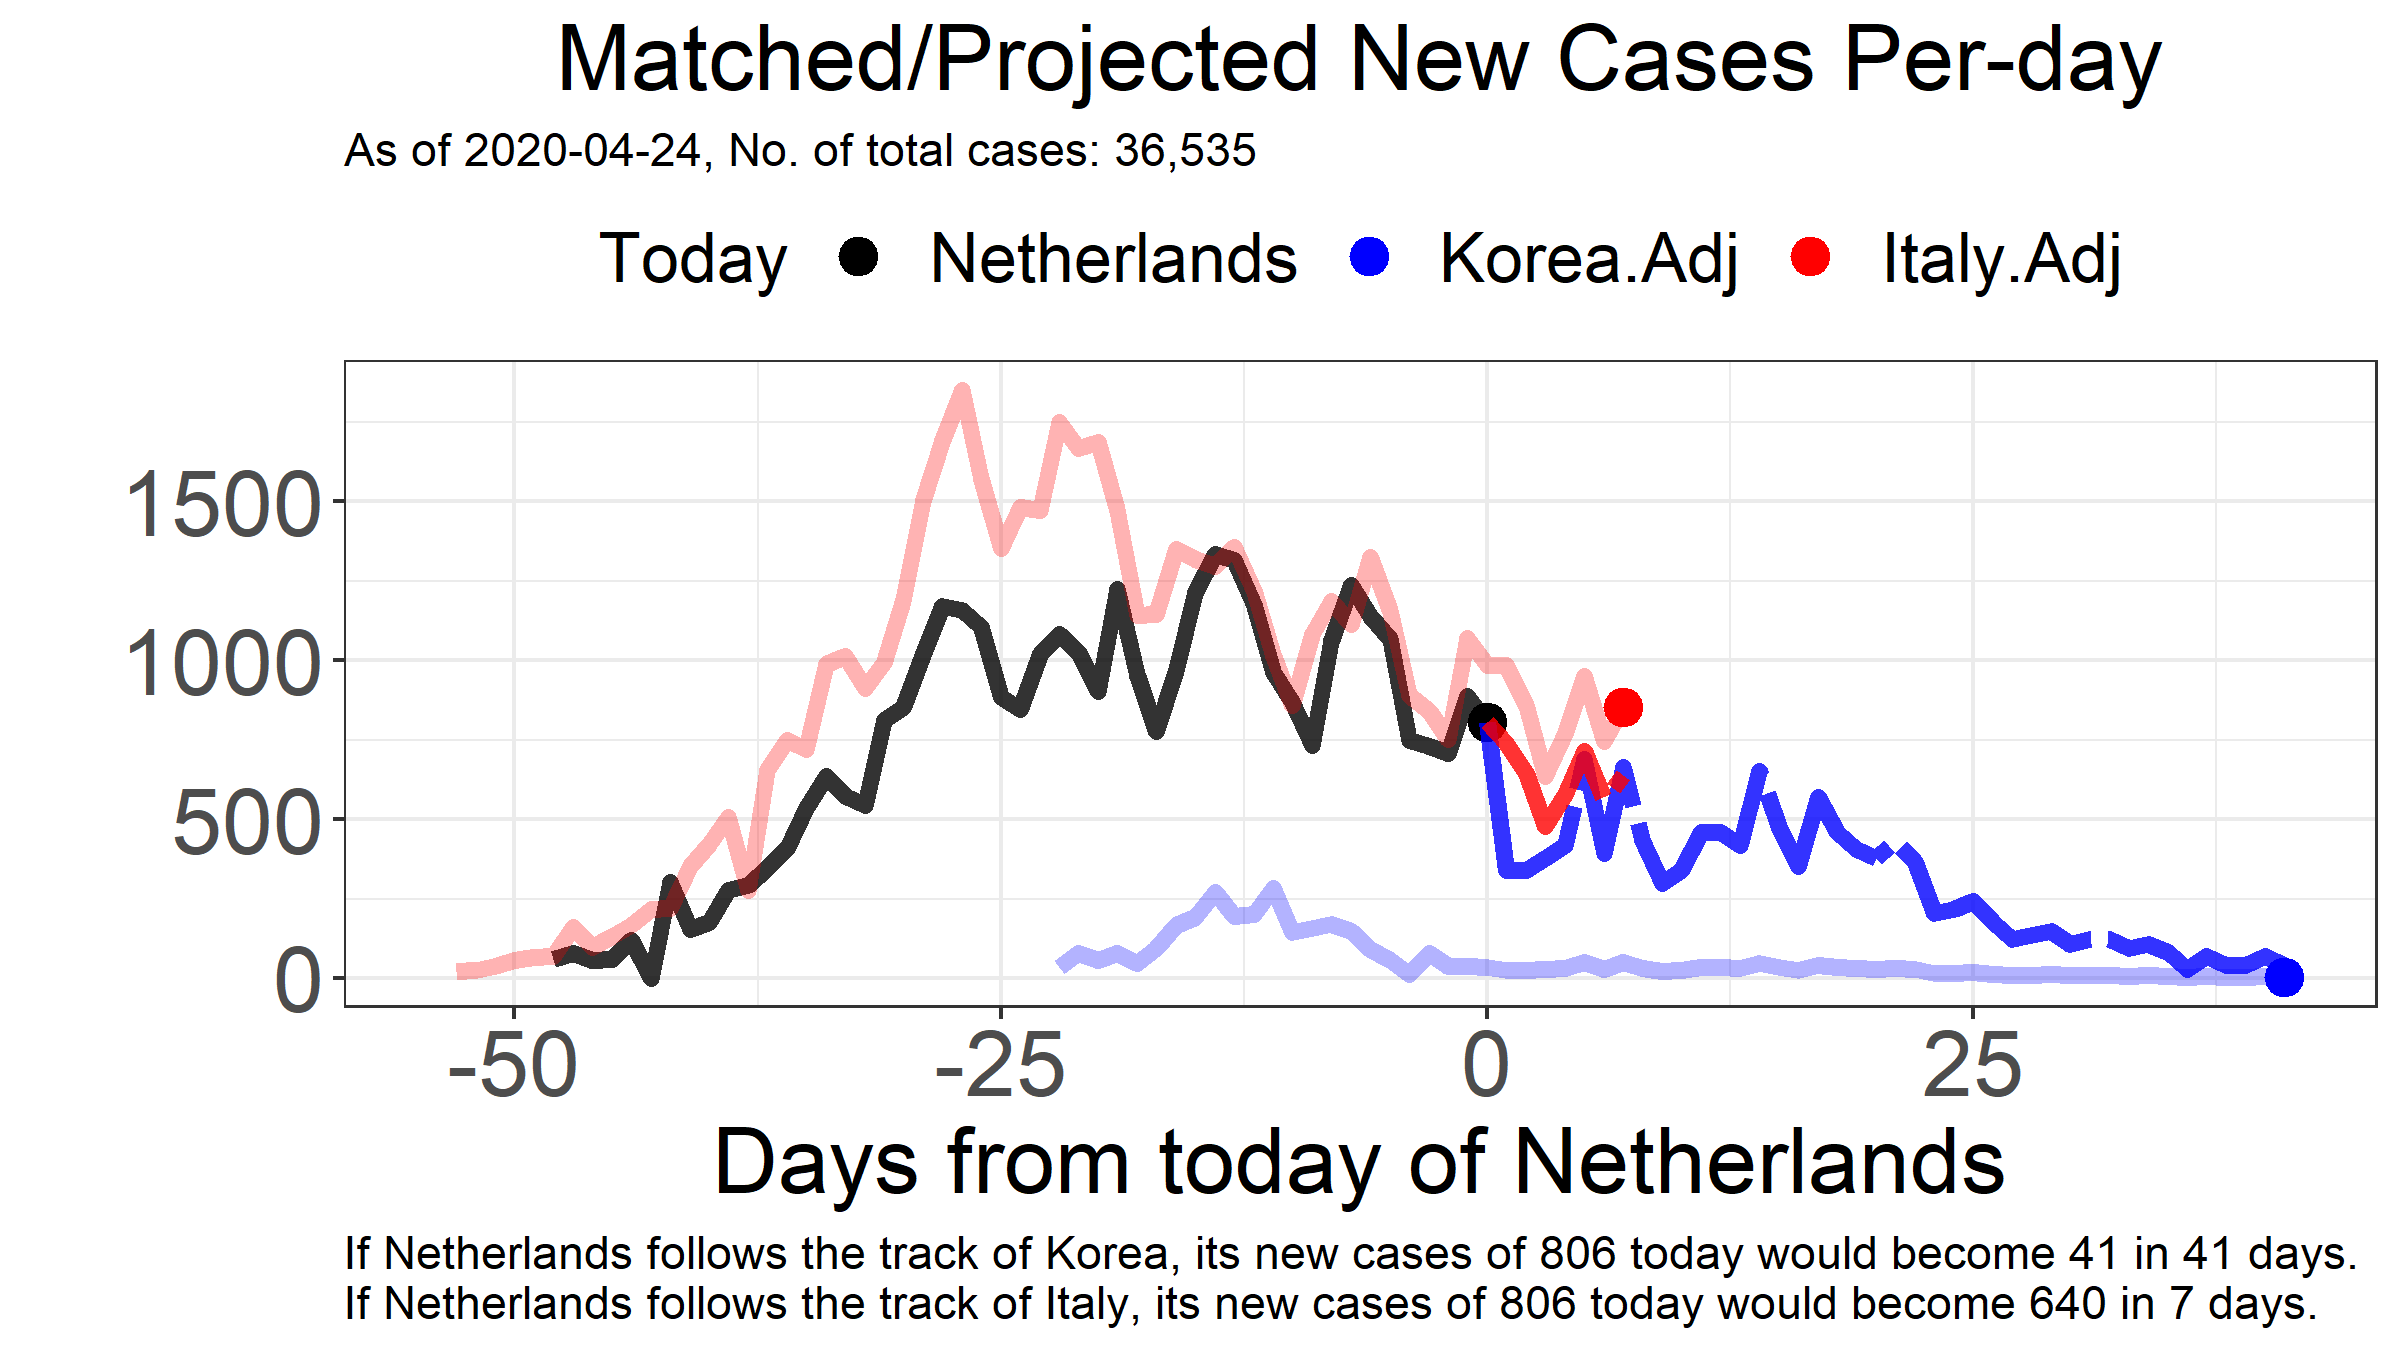 Matched/Projected New Cases Per-day
As of 2020-04-24, No. of total cases: 36,535
Today Netherlands Korea.Adj Italy.Adj
1500
1000
500
0
-50 -25 0 25
Days from today of Netherlands
If Netherlands follows the track of Korea, its new cases of 806 today would become 41 in 41 days.
If Netherlands follows the track of Italy, its new cases of 806 today would become 640 in 7 days.